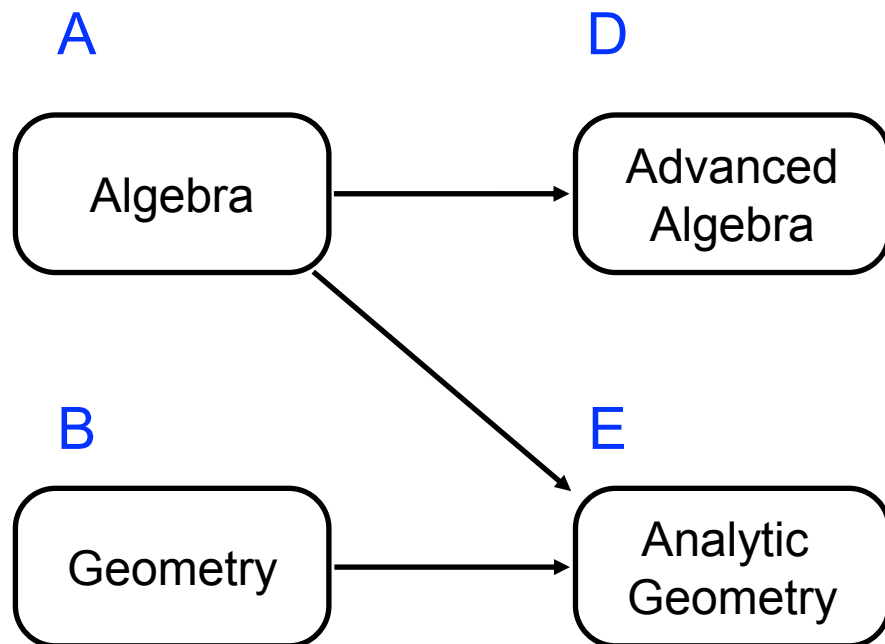 A
D
Algebra
Advanced
Algebra
B
E
Geometry
Analytic
Geometry